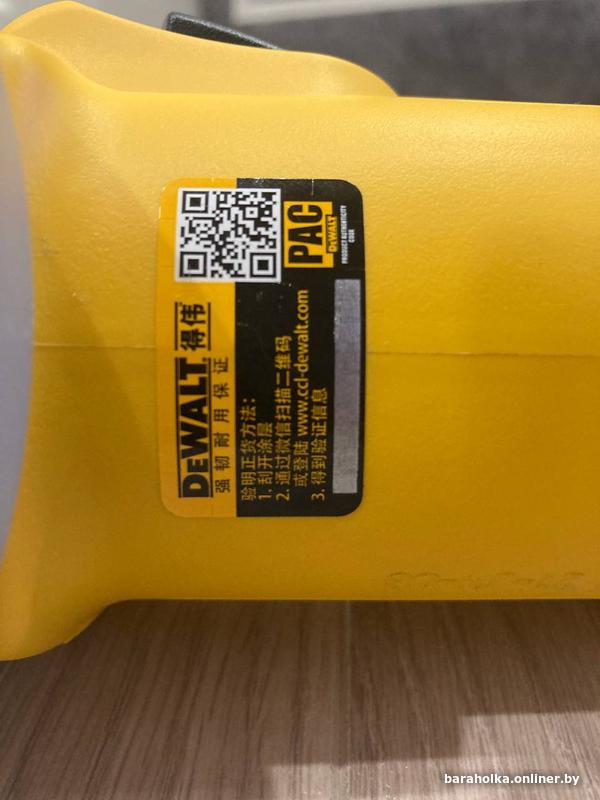 DEWALT 得伟
强韧耐用保证
PAC
DEWALT
PRODUCT AUTHENTICITY
CODE
验明正货方法：
1. 刮开涂层
2. 通过微信扫描二维码
或登陆 www.ccl-dewalt.com
3. 得到验证信息
baraholka.onliner.by